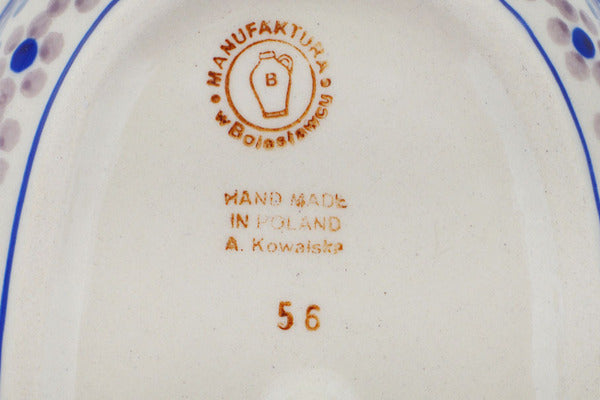 MANUFAKTURA
B
w Bolesławcu
HAND MADE
IN POLAND
A. Kowalska
56